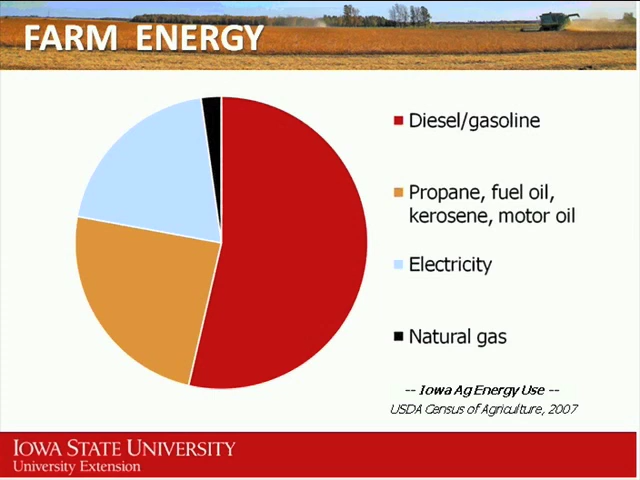 FARM ENERGY
Diesel/gasoline
Propane, fuel oil,
kerosene, motor oil
Electricity
Natural gas
-- Iowa Ag Energy Use --
USDA Census of Agriculture, 2007
IOWA STATE UNIVERSITY
University Extension